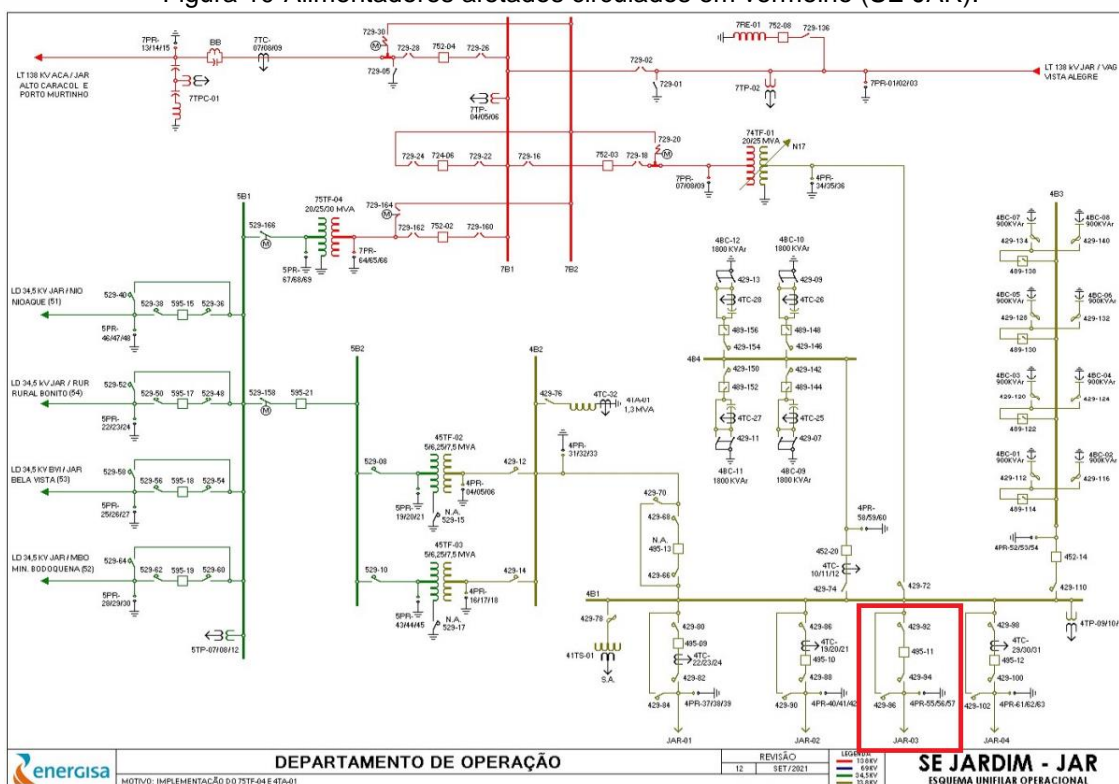 Figura 10 Alimentadores afetados circulados em vermelho (SE JAR).
7PR-
13/14/15
BB
7TC-
07/08/09
729-30
M
729-28
752-04
729-26
729-05
7RE-01
752-08
729-136
729-02
729-01
7TP-02
7PR-01/02/03
LT 138 KV ACA / JAR
ALTO CARACOL E
PORTO MURTINHO
7TPC-01
LT 138 KV JAR / VAG
VISTA ALEGRE
7TP-
04/05/06
729-24
724-06
729-22
729-16
752-03
729-18
729-20
M
74TF-01
20/25 MVA
N17
7PR-
07/08/09
4PR-
34/35/36
5B1
75TF-04
20/25/30 MVA
729-164
M
729-162
752-02
729-160
529-166
M
5PR-
67/68/69
7PR-
64/65/66
7B1
7B2
4B3
4BC-07
900KVAr
4BC-08
900KVAr
429-134
429-140
489-138
4BC-12
1800 KVAr
4BC-10
1800 KVAr
429-13
429-09
4TC-28
4TC-26
489-156
489-148
429-154
429-146
4B4
429-150
429-142
489-152
489-144
4TC-27
4TC-25
429-11
429-07
4BC-11
1800 KVAr
4BC-09
1800 KVAr
4BC-05
900KVAr
4BC-06
900KVAr
429-128
429-132
489-130
4BC-03
900KVAr
4BC-04
900KVAr
429-120
429-124
489-122
4BC-01
900KVAr
4BC-02
900KVAr
429-112
429-116
489-114
LD 34,5 KV JAR / NIO
NIOAQUE (51)
529-40
529-38
595-15
529-36
5PR-
46/47/48
LD 34,5 kV JAR / RUR
RURAL BONITO (54)
529-52
529-50
595-17
529-48
5PR-
22/23/24
5B2
4B2
529-158
M
595-21
429-76
4TC-32
1,3 MVA
LD 34,5 KV BVI / JAR
BELA VISTA (53)
529-58
529-56
595-18
529-54
5PR-
25/26/27
45TF-02
5/6,25/7,5 MVA
529-08
429-12
5PR-
19/20/21
N.A.
529-15
4PR-
04/05/06
4PR-
31/32/33
LD 34,5 KV JAR / MBO
MIN. BODOQUENA (52)
529-64
529-62
595-19
529-60
5PR-
28/29/30
45TF-03
5/6,25/7,5 MVA
529-10
429-14
5PR-
43/44/45
N.A.
529-17
4PR-
16/17/18
5TP-07/08/12
429-70
429-68
N.A.
495-13
429-66
4PR-
58/59/60
452-20
4TC-
10/11/12
429-74
429-72
4PR-52/53/54
452-14
429-110
4B1
429-78
41TS-01
S.A.
429-80
495-09
4TC-
22/23/24
429-82
429-84
4PR-37/38/39
JAR-01
429-86
4TC-
19/20/21
495-10
429-88
429-90
4PR-40/41/42
JAR-02
429-92
495-11
429-94
429-96
4PR-55/56/57
JAR-03
429-98
4TC-
29/30/31
495-12
429-100
429-102
4PR-61/62/63
JAR-04
4TP-09/10/
energisa
DEPARTAMENTO DE OPERAÇÃO
MOTIVO: IMPLEMENTAÇÃO DO 75TF-04 E 4TA-01
REVISÃO
12
SET/2021
LEGENDA
138KV
69KV
34,5KV
13,8KV
SE JARDIM - JAR
ESQUEMA UNIFILAR OPERACIONAL